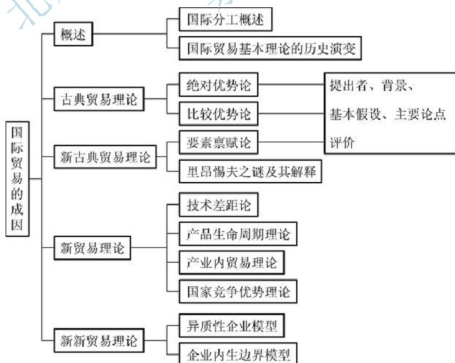 国际贸易的成因
概述
国际分工概述
国际贸易基本理论的历史演变
古典贸易理论
绝对优势论
比较优势论
新古典贸易理论
要素禀赋论
里昂惕夫之谜及其解释
提出者、背景、
基本假设、主要论点
评价
新贸易理论
技术差距论
产品生命周期理论
产业内贸易理论
国家竞争优势理论
新新贸易理论
异质性企业模型
企业内生边界模型